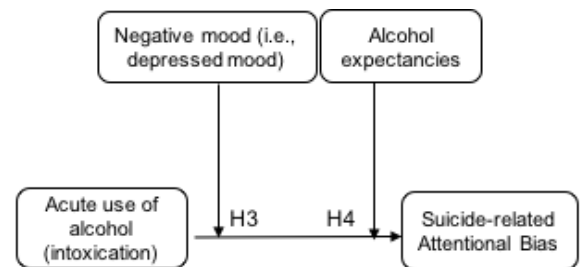 Negative mood (i.e.,
depressed mood)
Alcohol
expectancies
Acute use of
alcohol
(intoxication)
H3
H4
Suicide-related
Attentional Bias